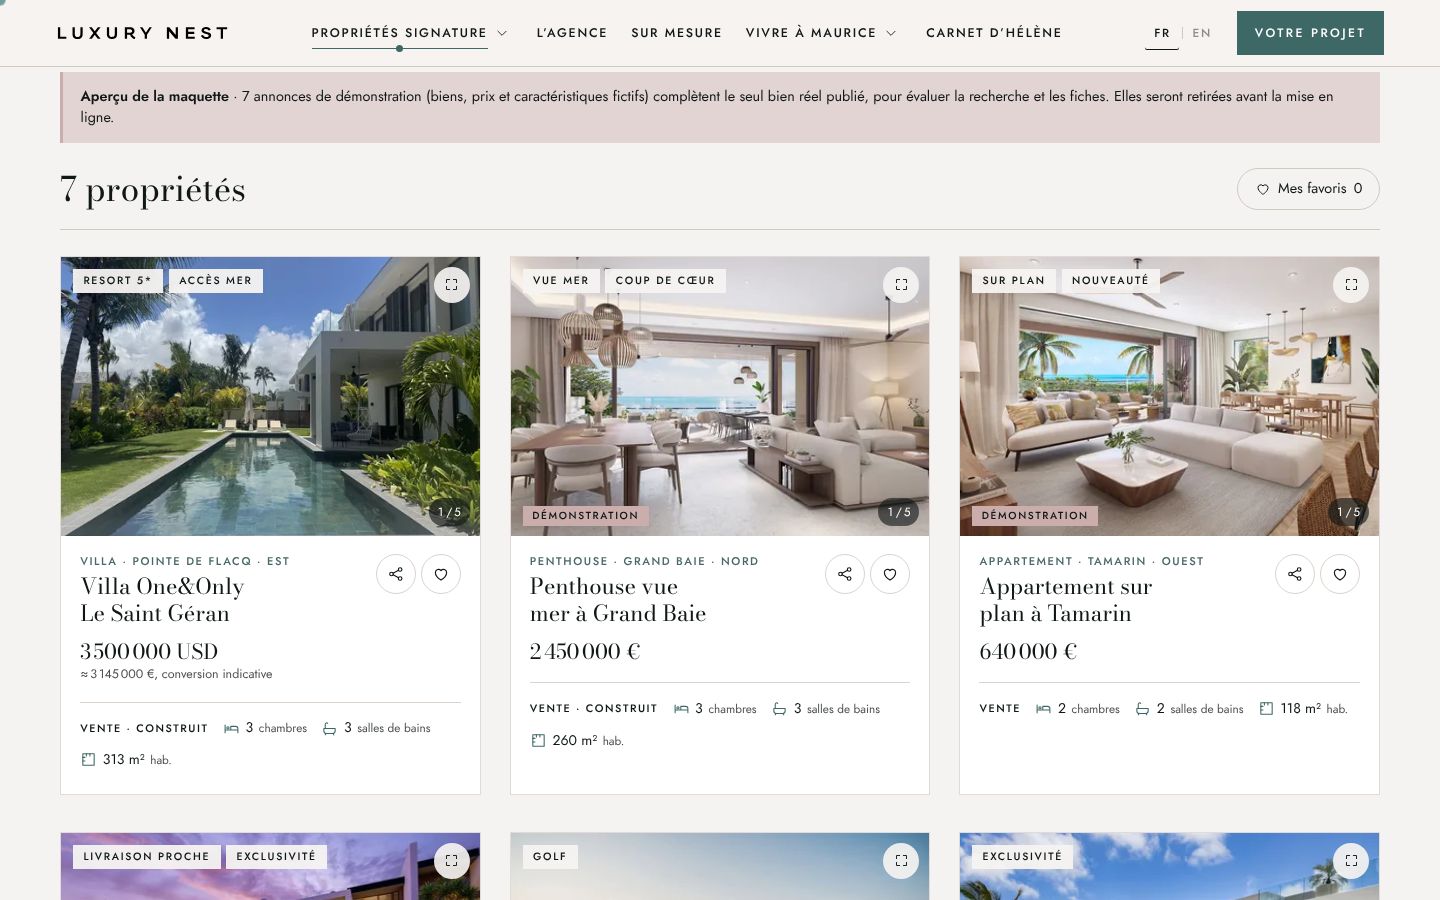 LUXURY NEST
PROPRIÉTÉS SIGNATURE
L’AGENCE
SUR MESURE
VIVRE À MAURICE
CARNET D’HÉLÈNE
FR
EN
VOTRE PROJET
Aperçu de la maquette · 7 annonces de démonstration (biens, prix et caractéristiques fictifs) complètent le seul bien réel publié, pour évaluer la recherche et les fiches. Elles seront retirées avant la mise en
ligne.
7 propriétés
Mes favoris 0
RESORT 5*
ACCÈS MER
1/5
VILLA · POINTE DE FLACQ · EST
Villa One&Only
Le Saint Géran
3 500 000 USD
≈ 3 145 000 €, conversion indicative
VENTE · CONSTRUIT 3 chambres 3 salles de bains
313 m² hab.
VUE MER
COUP DE CŒUR
DÉMONSTRATION
1/5
PENTHOUSE · GRAND BAIE · NORD
Penthouse vue
mer à Grand Baie
2 450 000 €
VENTE · CONSTRUIT 3 chambres 3 salles de bains
260 m² hab.
SUR PLAN
NOUVEAUTÉ
DÉMONSTRATION
1/5
APPARTEMENT · TAMARIN · OUEST
Appartement sur
plan à Tamarin
640 000 €
VENTE 2 chambres 2 salles de bains 118 m² hab.
LIVRAISON PROCHE
EXCLUSIVITÉ
GOLF
EXCLUSIVITÉ